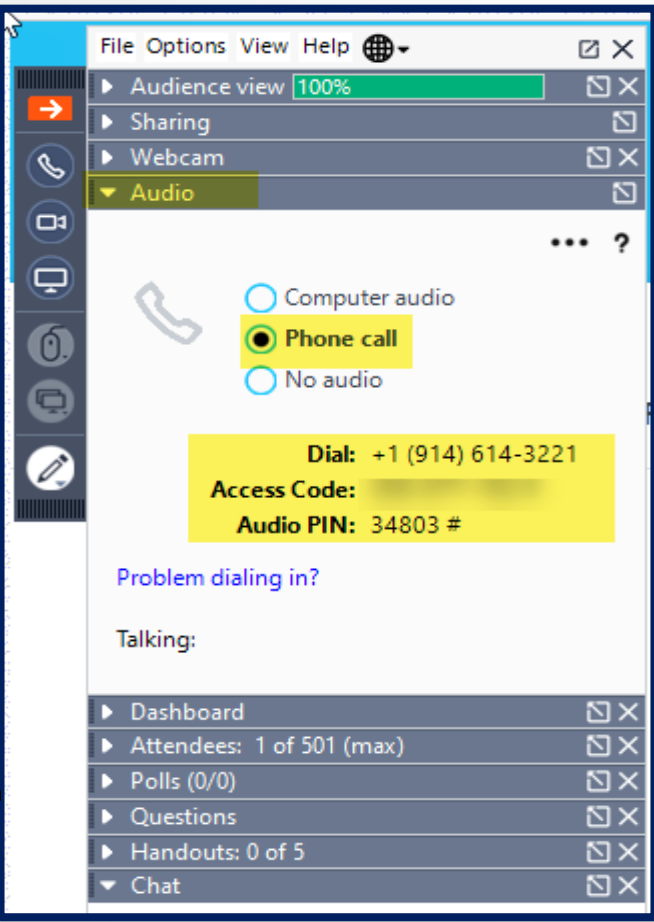 File Options View Help
Audience view 100%
Sharing
Webcam
Audio
••• ?
Computer audio
Phone call
No audio
Dial: +1 (914) 614-3221
Access Code:
Audio PIN: 34803 #
Problem dialing in?
Talking:
Dashboard
Attendees: 1 of 501 (max)
Polls (0/0)
Questions
Handouts: 0 of 5
Chat